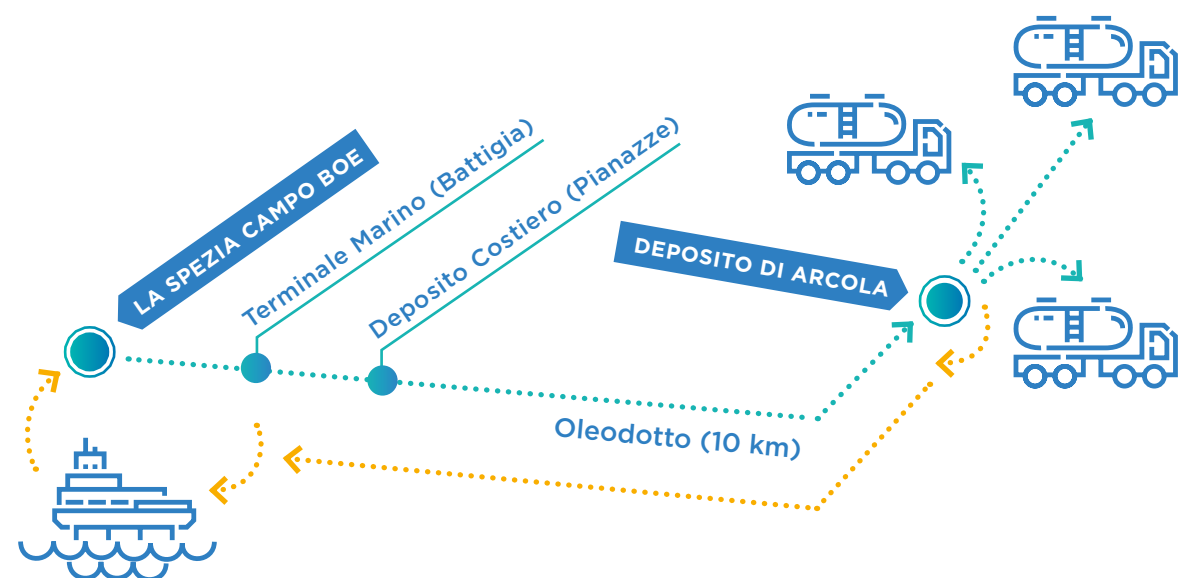 LA SPEZIA CAMPO BOE
Terminale Marino (Battigia)
Deposito Costiero (Pianazze)
DEPOSITO DI ARCOLA
Oleodotto (10 km)